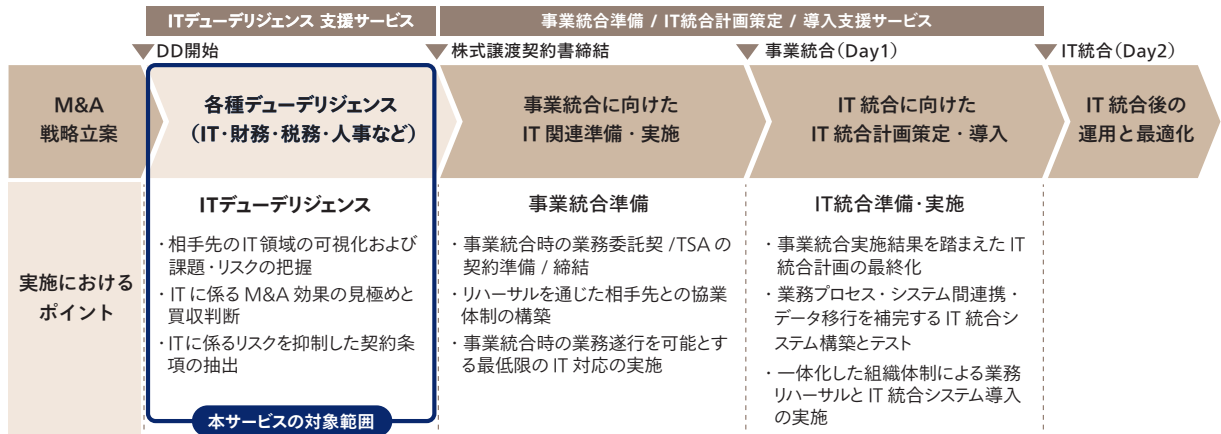 ITデューデリジェンス 支援サービス
事業統合準備 / IT統合計画策定 / 導入支援サービス
DD開始
株式譲渡契約書締結
事業統合(Day1)
IT統合(Day2)
M&A
戦略立案
各種デューデリジェンス
(IT・財務・税務・人事など)
事業統合に向けた
IT 関連準備・実施
IT 統合に向けた
IT 統合計画策定・導入
IT 統合後の
運用と最適化
実施における
ポイント
ITデューデリジェンス
・相手先のIT領域の可視化および
課題・リスクの把握
・IT に係る M&A 効果の見極めと
買収判断
・ITに係るリスクを抑制した契約条
項の抽出
本サービスの対象範囲
事業統合準備
・事業統合時の業務委託契 /TSA の
契約準備 / 締結
・リハーサルを通じた相手先との協業
体制の構築
・事業統合時の業務遂行を可能とす
る最低限の IT 対応の実施
IT統合準備・実施
・事業統合実施結果を踏まえた IT
統合計画の最終化
・業務プロセス・システム間連携・
データ移行を補完する IT 統合シ
ステム構築とテスト
・一体化した組織体制による業務
リハーサルと IT 統合システム導入
の実施